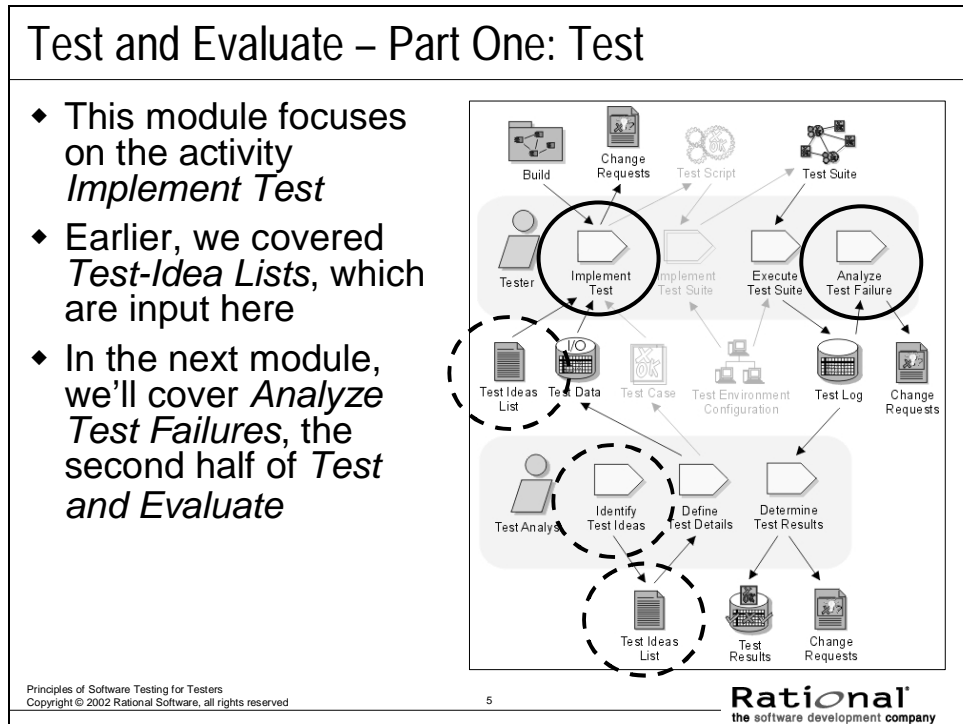 Test and Evaluate – Part One: Test
◆ This module focuses
on the activity
Implement Test
◆ Earlier, we covered
Test-Idea Lists, which
are input here
◆ In the next module,
we’ll cover Analyze
Test Failures, the
second half of Test
and Evaluate
Build
Change
Requests
Test Script
Test Suite
Tester
Implement
Test
Implement
Test Suite
Execute
Test Suite
Analyze
Test Failure
I/O
Test Ideas
List
Test Data
X
OK
Test Case
Test Environment
Configuration
Test Log
Change
Requests
Test Analyst
Identify
Test Ideas
Define
Test Details
Determine
Test Results
Test Ideas
List
Test
Results
Change
Requests
Principles of Software Testing for Testers
Copyright © 2002 Rational Software, all rights reserved
5
Rational
the software development company